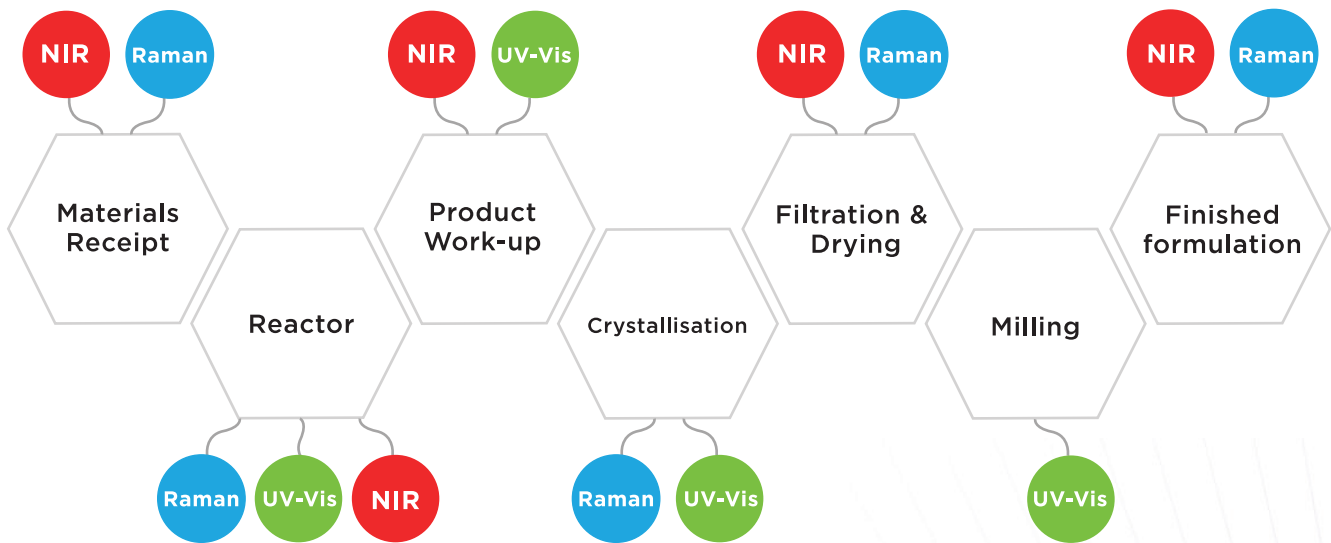 NIR
Raman
NIR
UV-Vis
NIR
Raman
NIR
Raman
Materials
Receipt
Reactor
Product
Work-up
Crystallisation
Filtration &
Drying
Milling
Finished
formulation
Raman
UV-Vis
NIR
Raman
UV-Vis
UV-Vis